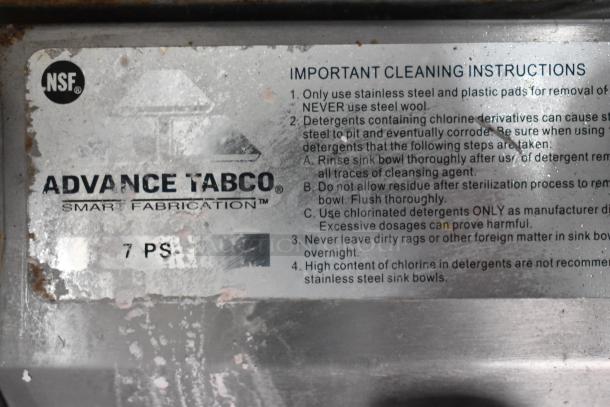 NSF®
IMPORTANT CLEANING INSTRUCTIONS
1. Only use stainless steel and plastic pads for removal of
NEVER use steel wool.
2. Detergents containing chlorine derivatives can cause
steel to pit and eventually corrode. Be sure when using
detergents that the following steps are taken:
A. Rinse sink bowl thoroughly after use of detergent
all traces of cleansing agent.
B. Do not allow residue after sterilization process to
bowl. Flush thoroughly.
C. Use chlorinated detergents ONLY as manufacturer
Excessive dosages can prove harmful.
3. Never leave dirty rags or other foreign matter in sink
overnight.
4. High content of chlorine in detergents are not
stainless steel sink bowls.
ADVANCE TABCO®
SMART FABRICATION™
7 PS-